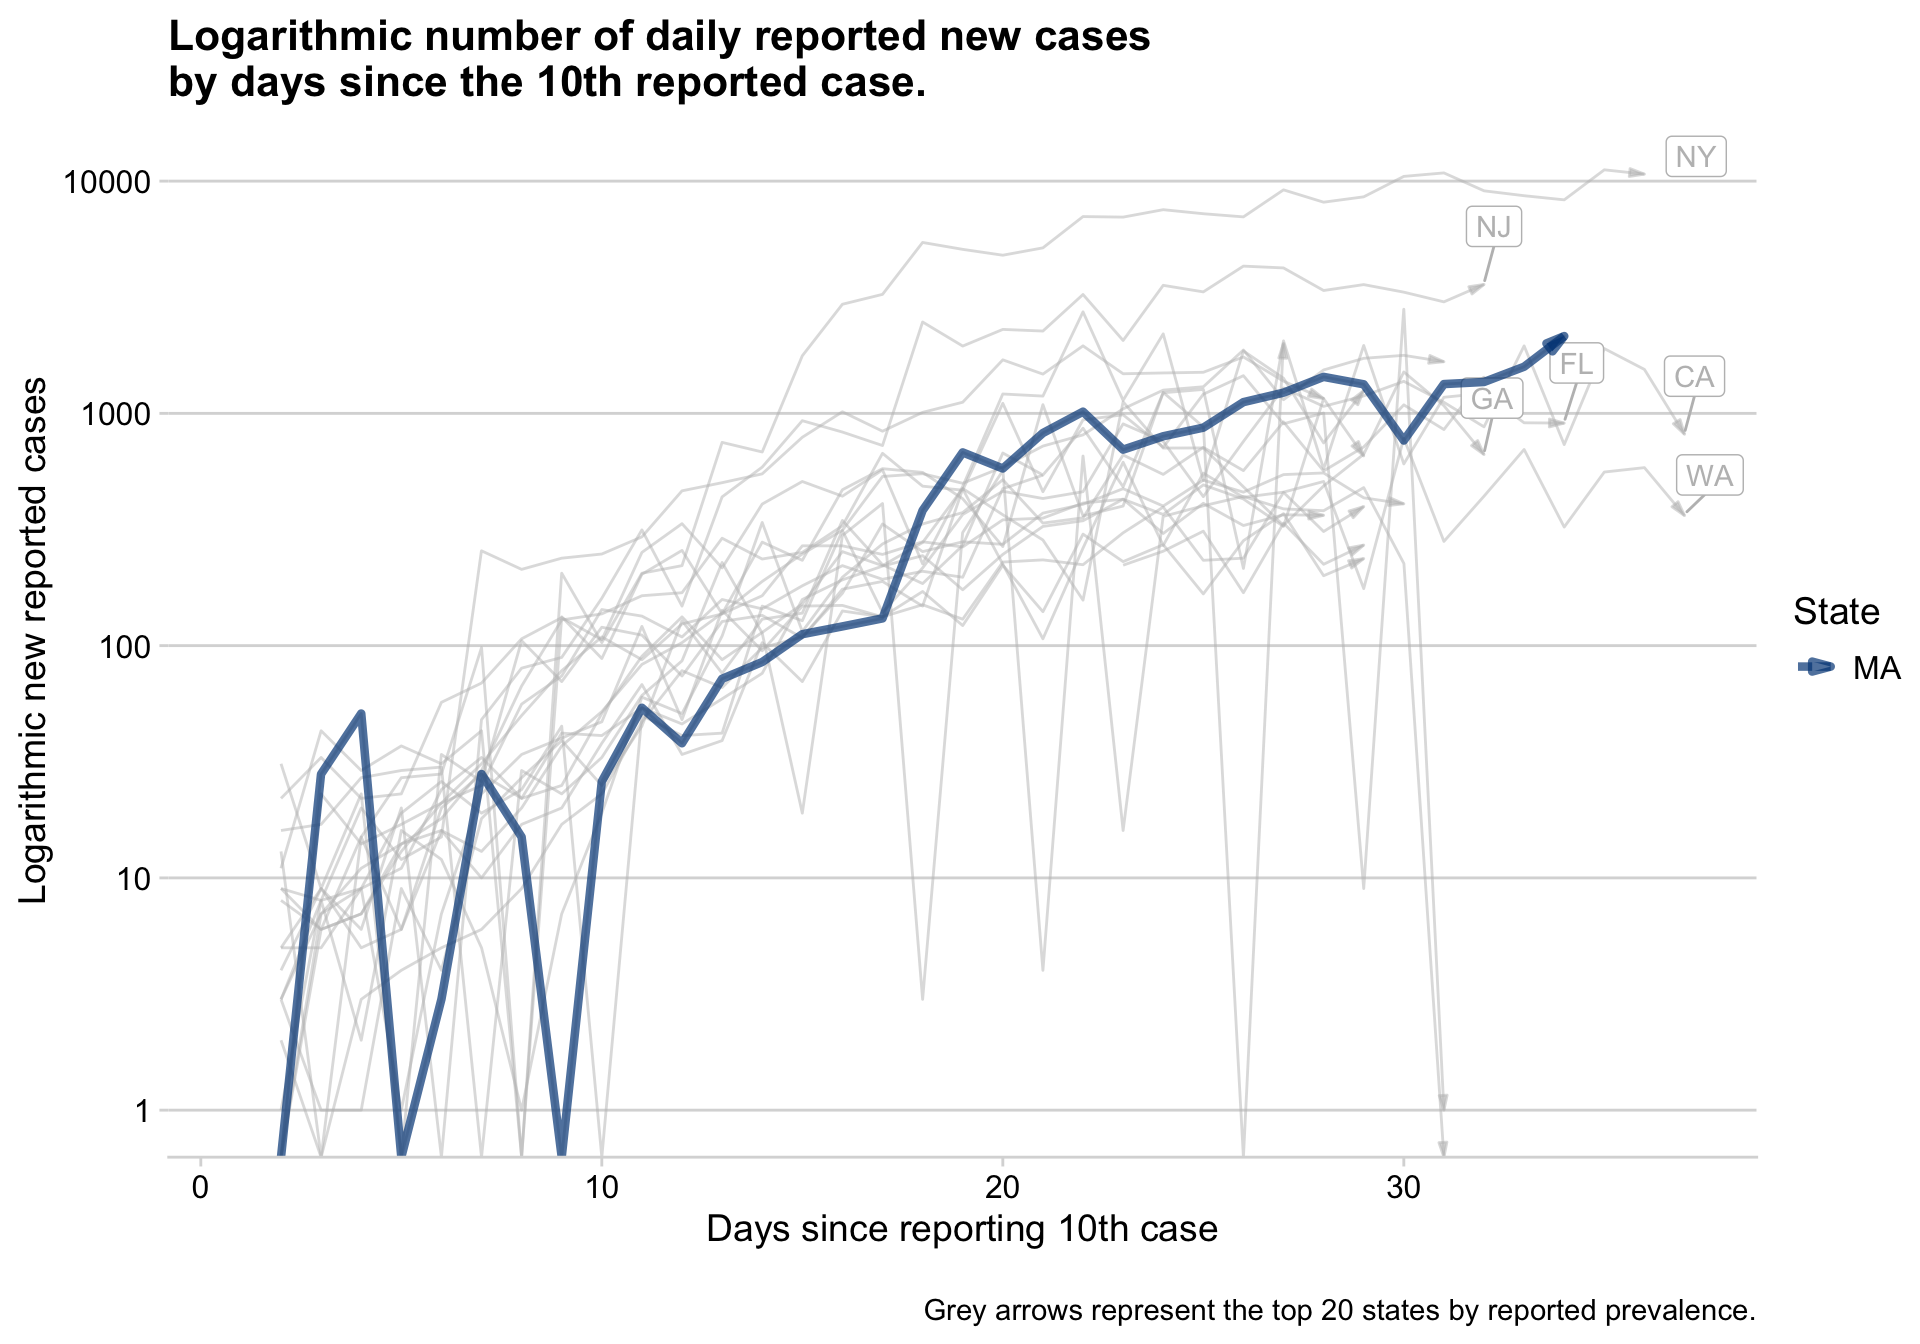 Logarithmic number of daily reported new cases
by days since the 10th reported case.
Logarithmic new reported cases
10000
1000
100
10
1
NY
NJ
FL
CA
GA
WA
State
MA
0
10
20
30
Days since reporting 10th case
Grey arrows represent the top 20 states by reported prevalence.